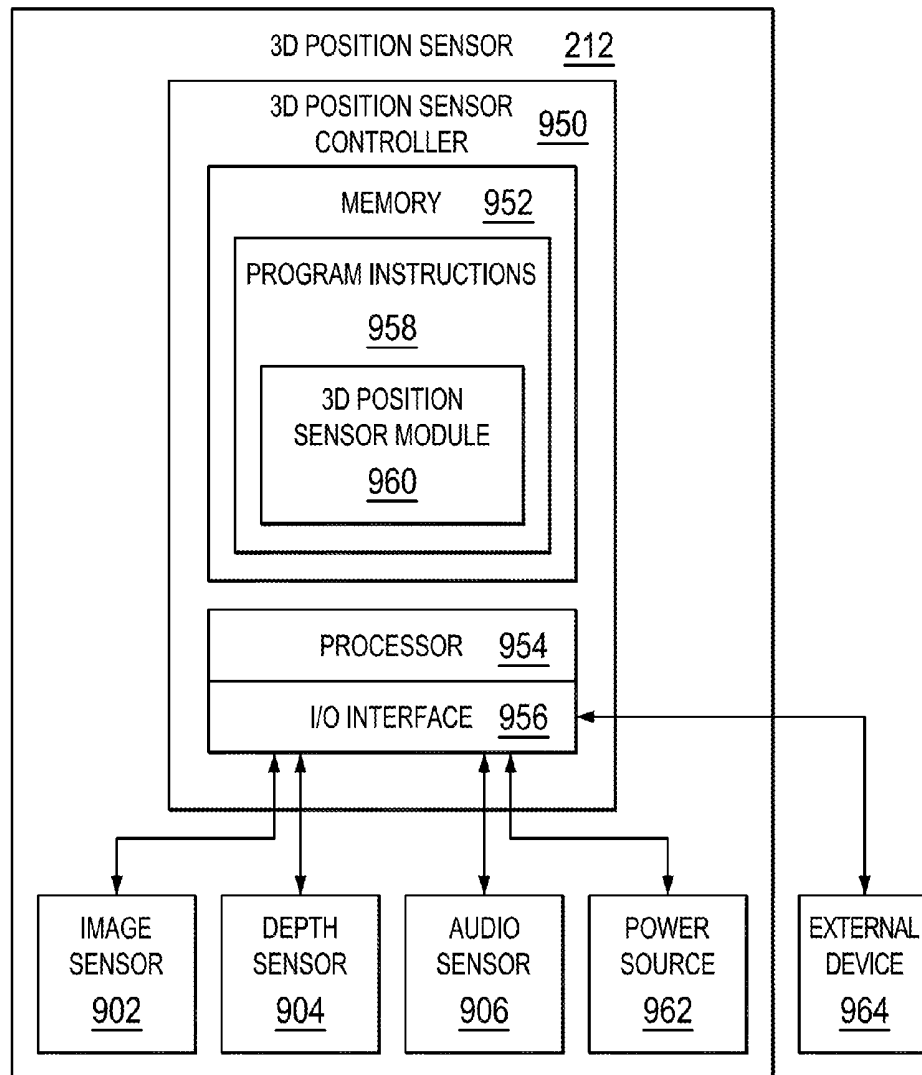 3D POSITION SENSOR 212
3D POSITION SENSOR
CONTROLLER 950
MEMORY 952
PROGRAM INSTRUCTIONS
958
3D POSITION
SENSOR MODULE
960
PROCESSOR 954
I/O INTERFACE 956
IMAGE
SENSOR
902
DEPTH
SENSOR
904
AUDIO
SENSOR
906
POWER
SOURCE
962
EXTERNAL
DEVICE
964